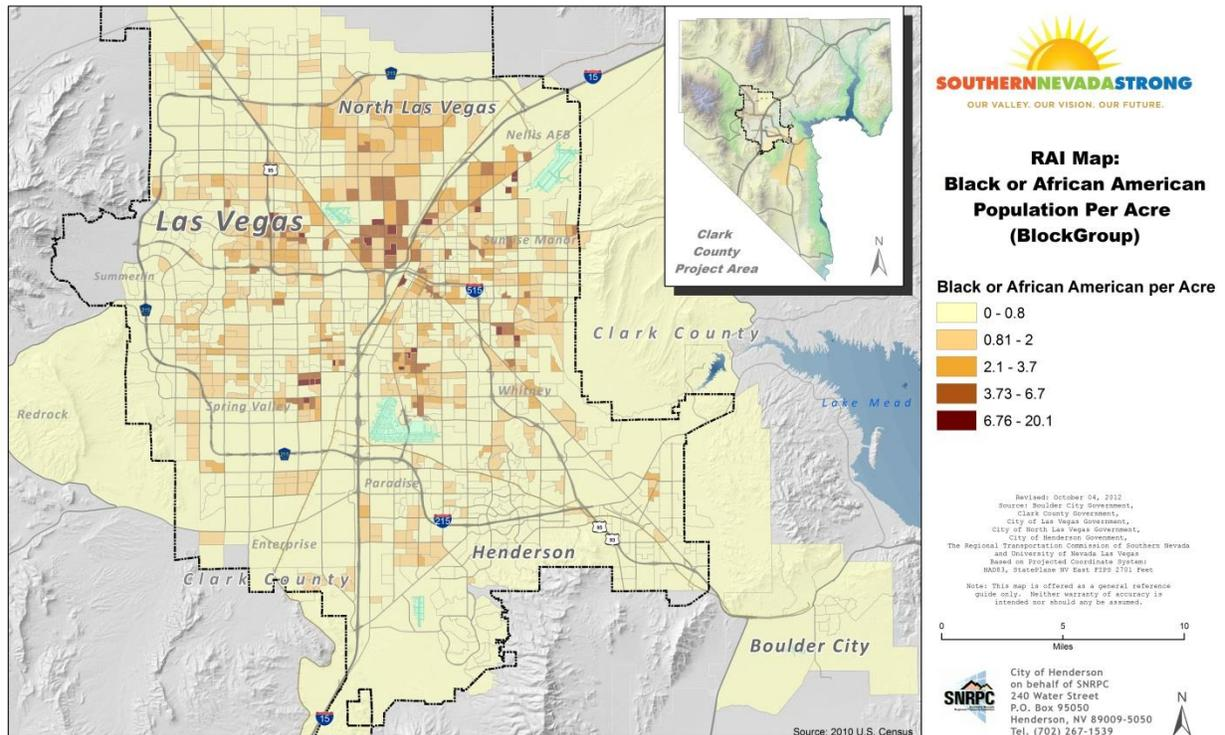 15
215
North Las Vegas
Nellis AFB
95
Las Vegas
Sunrise Manor
Summerlin
515
Clark County
Redrock
Spring Valley
Whitney
Lake Mead
Paradise
215
95
93
Enterprise
Henderson
Clark County
Boulder City
15
Source: 2010 U.S. Census
Clark
County
Project Area
N
SOUTHERNNEVADASTRONG
OUR VALLEY. OUR VISION. OUR FUTURE.
RAI Map:
Black or African American
Population Per Acre
(BlockGroup)
Black or African American per Acre
0 - 0.8
0.81 - 2
2.1 - 3.7
3.73 - 6.7
6.76 - 20.1
Revised: October 04, 2012
Source: Boulder City Government,
Clark County Government,
City of Las Vegas Government,
City of North Las Vegas Government,
City of Henderson Govenment,
The Regional Transportation Commission of Southern Nevada
and University of Nevada Las Vegas
Based on Projected Coordinate System:
NAD83, StatePlane NV East FIPS 2701 Feet
Note: This map is offered as a general reference
guide only. Neither warranty of accuracy is
intended nor should any be assumed.
0 5 10
Miles
SNRPC
City of Henderson
on behalf of SNRPC
240 Water Street
P.O. Box 95050
Henderson, NV 89009-5050
Tel. (702) 267-1539
N